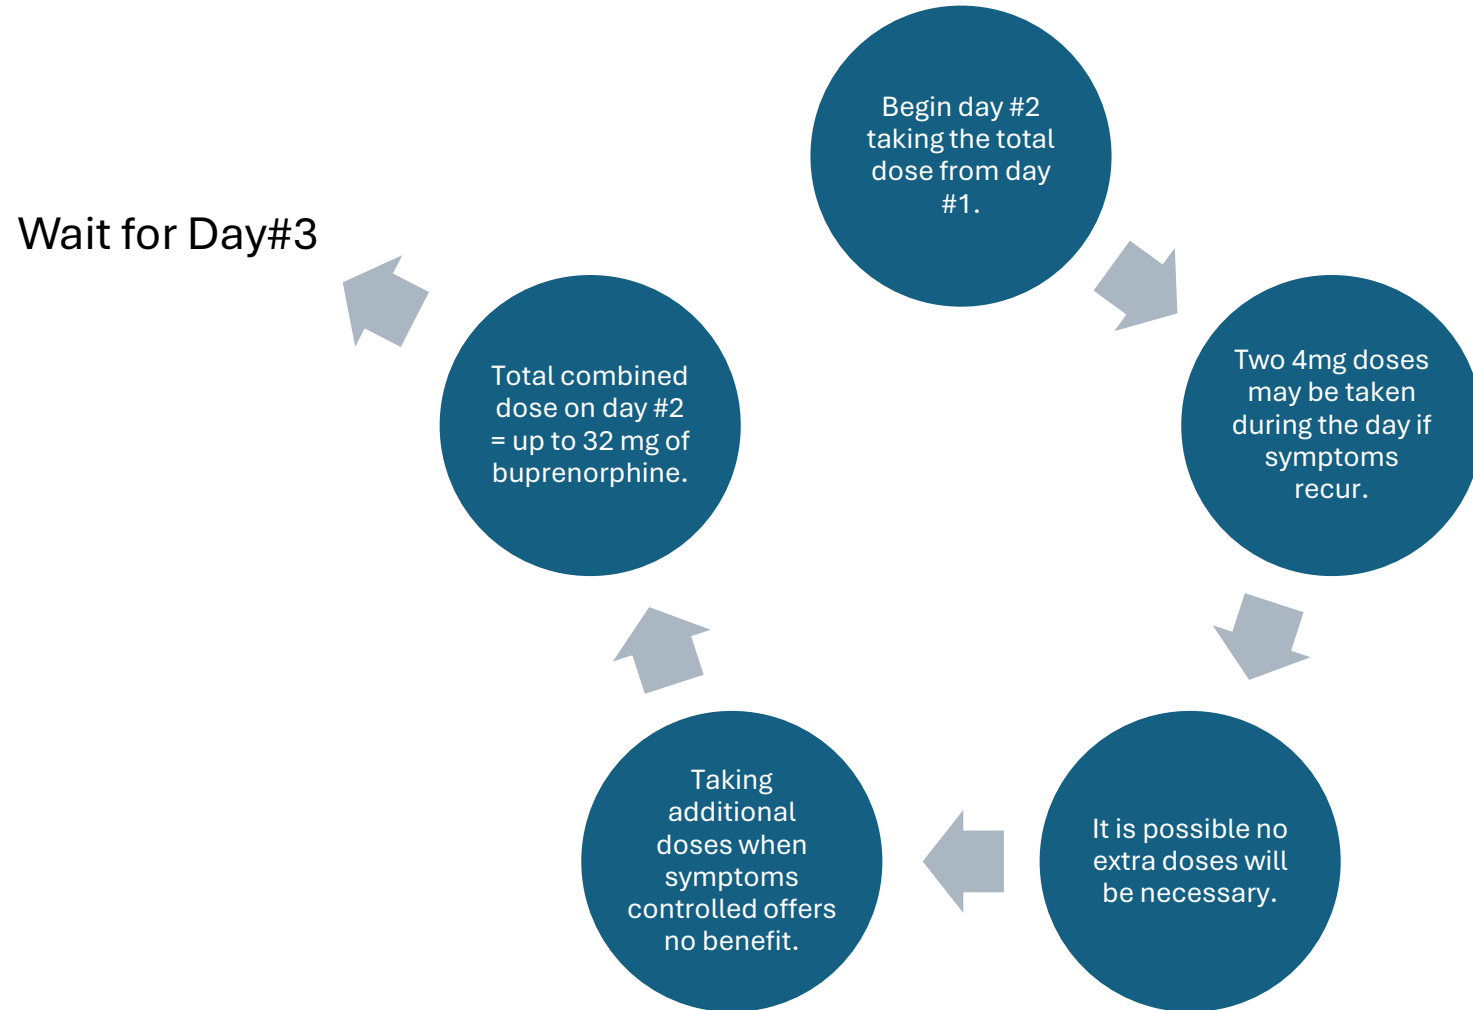 Begin day #2
taking the total
dose from day
#1.
Two 4mg doses
may be taken
during the day if
symptoms
recur.
It is possible no
extra doses will
be necessary.
Taking
additional
doses when
symptoms
controlled offers
no benefit.
Total combined
dose on day #2
= up to 32 mg of
buprenorphine.
Wait for Day#3